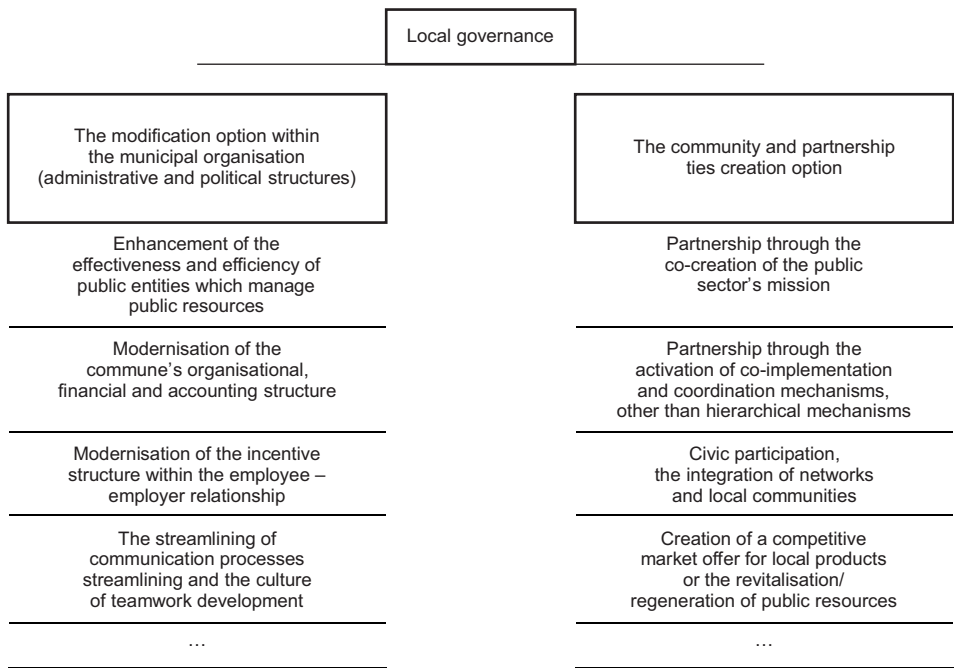 Local governance
The modification option within
the municipal organisation
(administrative and political structures)
Enhancement of the
effectiveness and efficiency of
public entities which manage
public resources
Modernisation of the
commune's organisational,
financial and accounting structure
Modernisation of the incentive
structure within the employee –
employer relationship
The streamlining of
communication processes
streamlining and the culture
of teamwork development
…
The community and partnership
ties creation option
Partnership through the
co-creation of the public
sector's mission
Partnership through the
activation of co-implementation
and coordination mechanisms,
other than hierarchical mechanisms
Civic participation,
the integration of networks
and local communities
Creation of a competitive
market offer for local products
or the revitalisation/
regeneration of public resources
…